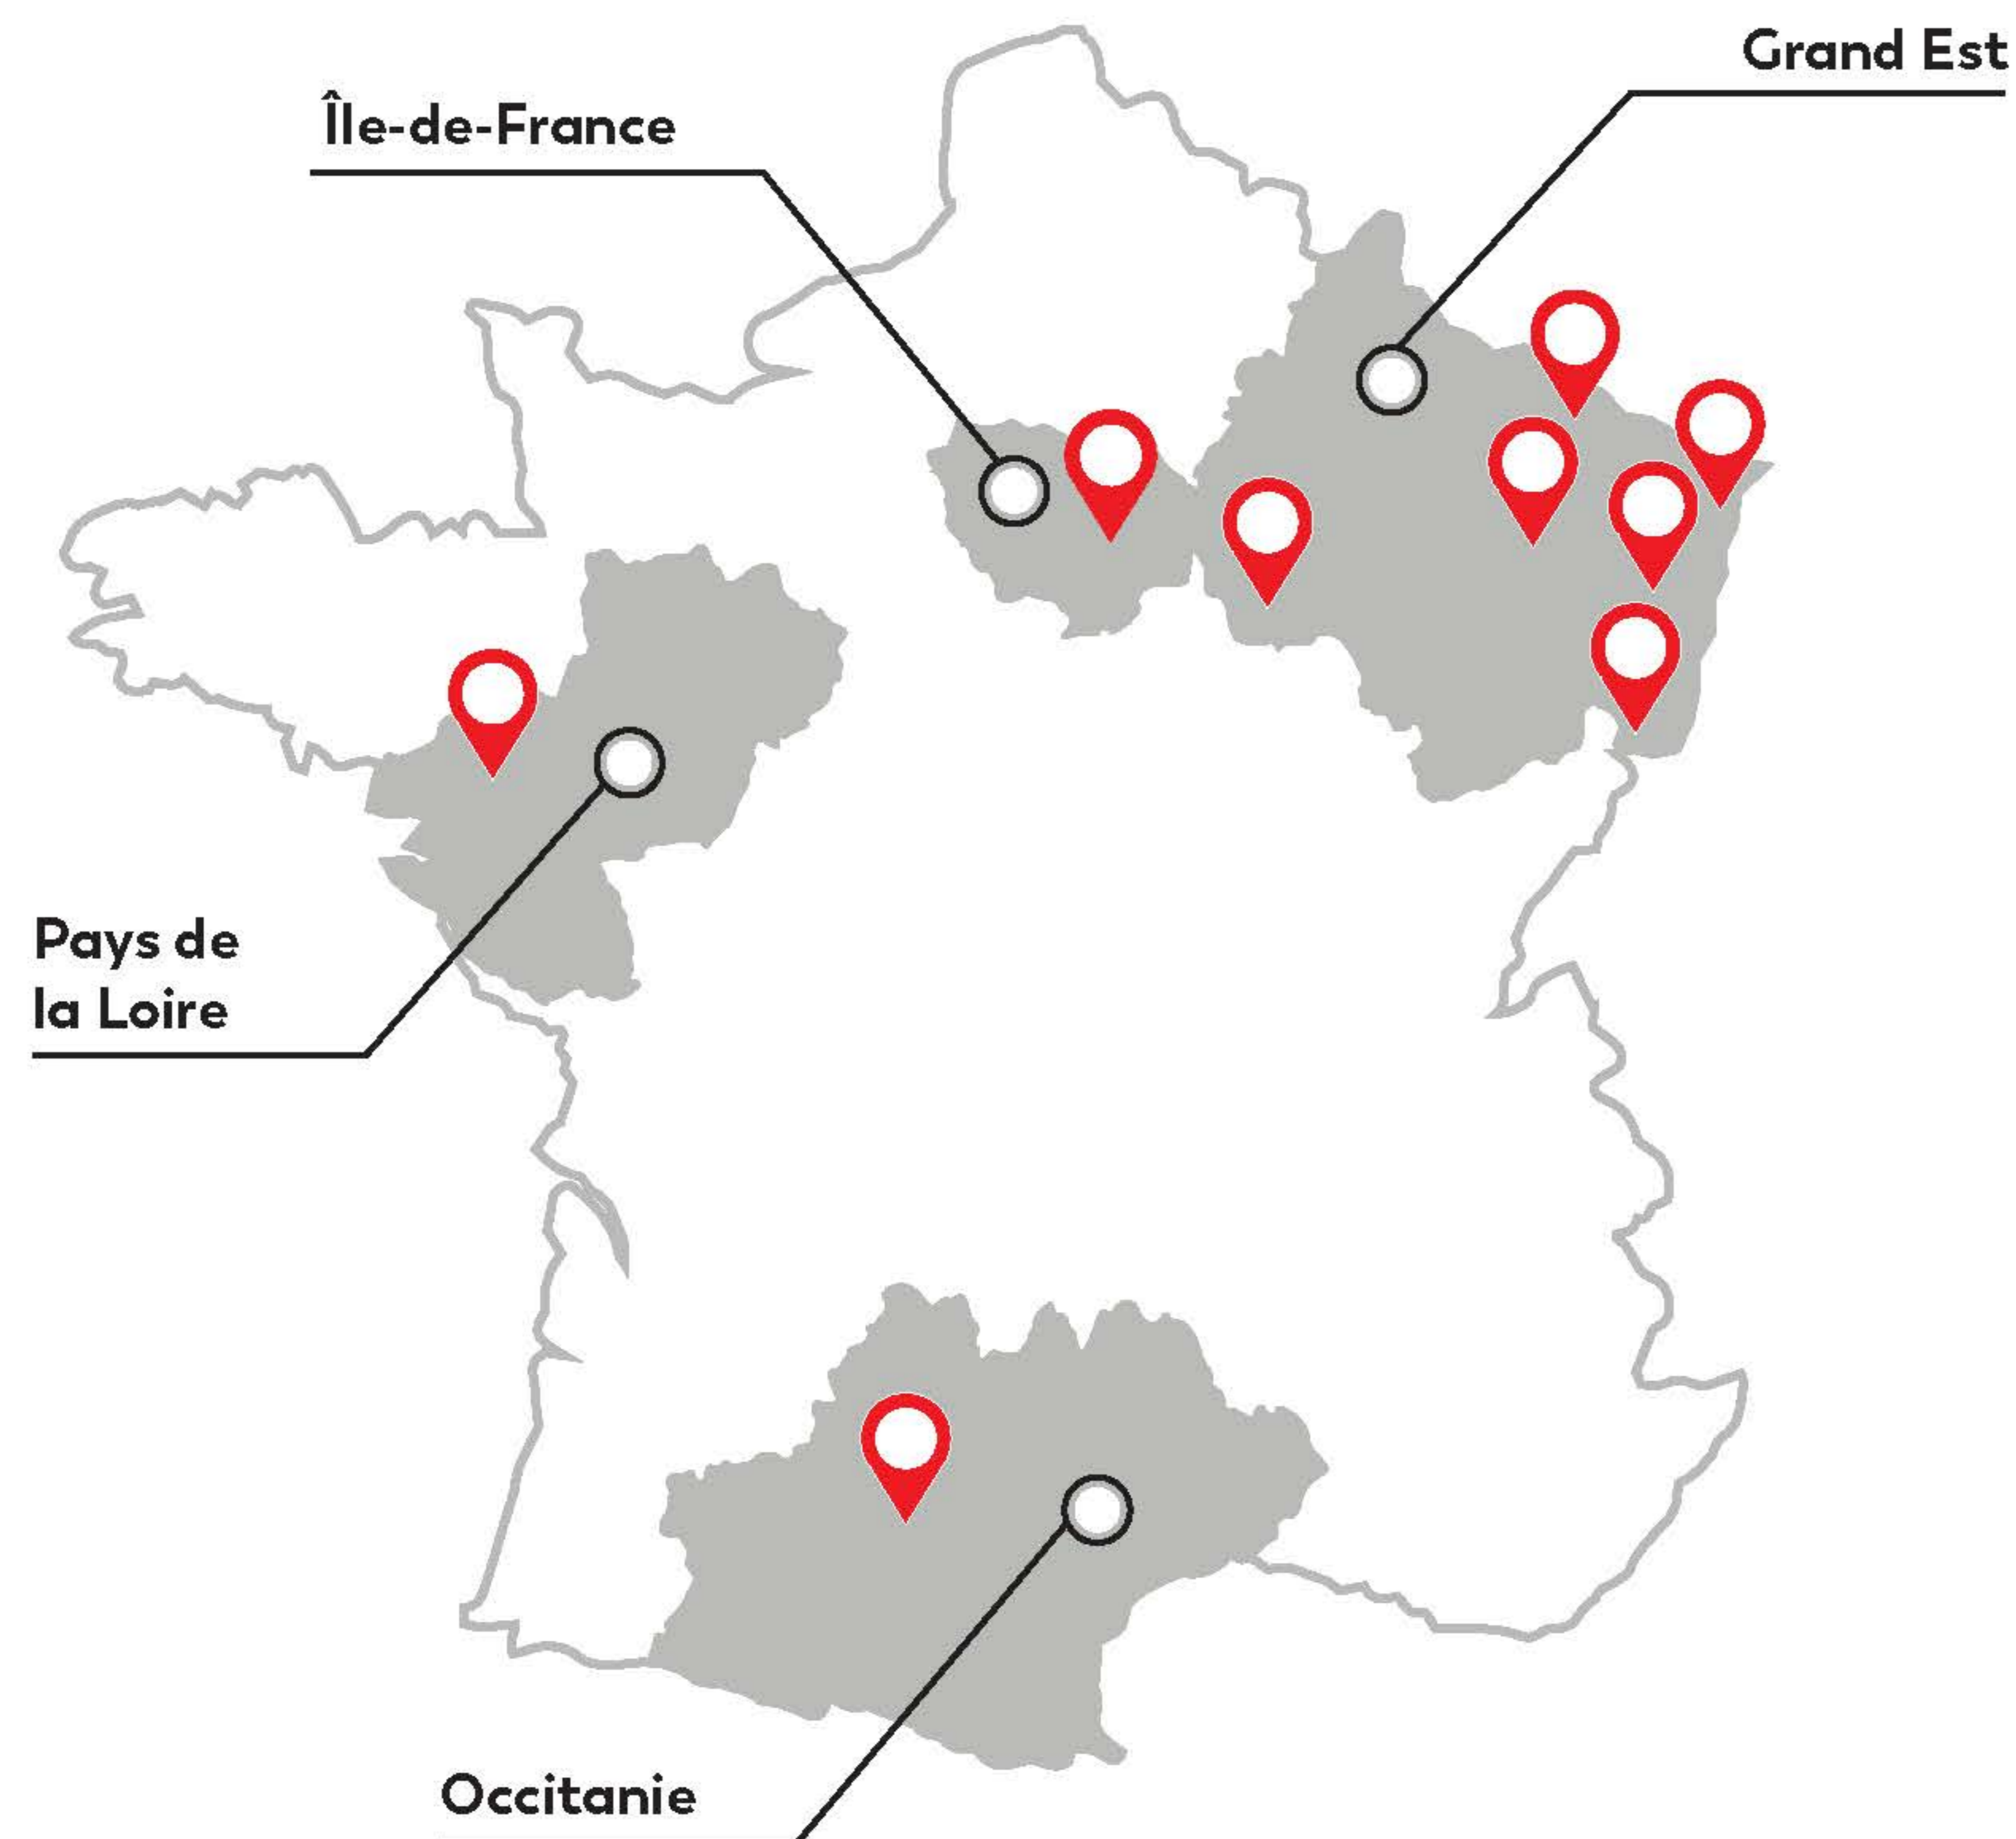 Grand Est
Île-de-France
Pays de
la Loire
Occitanie